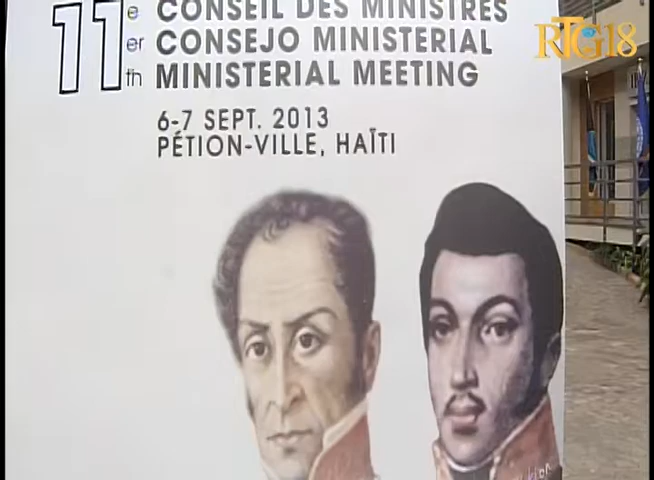 11e CONSEIL DES MINISTRES
er CONSEJO MINISTERIAL
th MINISTERIAL MEETING
6-7 SEPT. 2013
PÉTION-VILLE, HAÏTI
RTG18